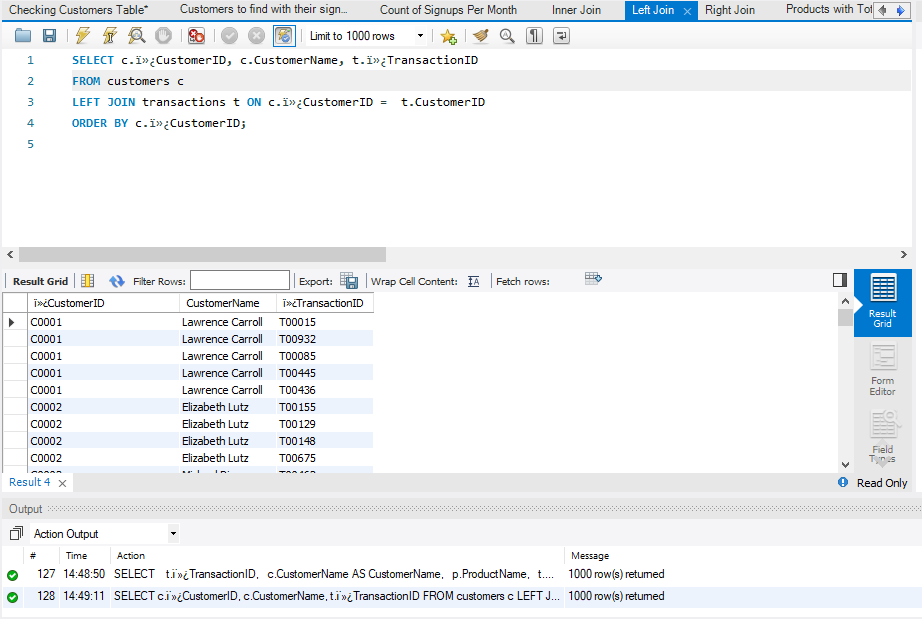 Checking Customers Table* Customers to find with their sign... Count of Signups Per Month Inner Join Left Join Right Join Products with Tot
Limit to 1000 rows
1 SELECT c.ï»¿CustomerID, c.CustomerName, t.ï»¿TransactionID
2 FROM customers c
3 LEFT JOIN transactions t ON c.ï»¿CustomerID =  t.CustomerID
4 ORDER BY c.ï»¿CustomerID;
5
Result Grid Filter Rows: Export: Wrap Cell Content: Fetch rows:
ï»¿CustomerID CustomerName ï»¿TransactionID
C0001 Lawrence Carroll T00015
C0001 Lawrence Carroll T00932
C0001 Lawrence Carroll T00085
C0001 Lawrence Carroll T00445
C0001 Lawrence Carroll T00436
C0002 Elizabeth Lutz T00155
C0002 Elizabeth Lutz T00129
C0002 Elizabeth Lutz T00148
C0002 Elizabeth Lutz T00675
Result
Grid
Form
Editor
Field
Types
Result 4 Read Only
Output
Action Output
# Time Action Message
127 14:48:50 SELECT t.ï»¿TransactionID, c.CustomerName AS CustomerName, p.ProductName, t.... 1000 row(s) returned
128 14:49:11 SELECT c.ï»¿CustomerID, c.CustomerName, t.ï»¿TransactionID FROM customers c LEFT J... 1000 row(s) returned